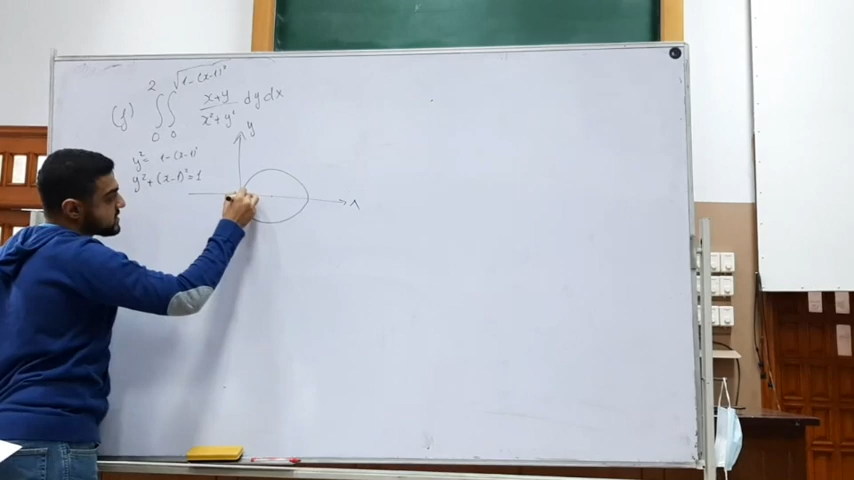 (f) ∫₀² ∫₀^√(1-(x-1)²) (x+y)/(x²+y²) dy dx
y² = 1-(x-1)²
y²+(x-1)²=1
y
x